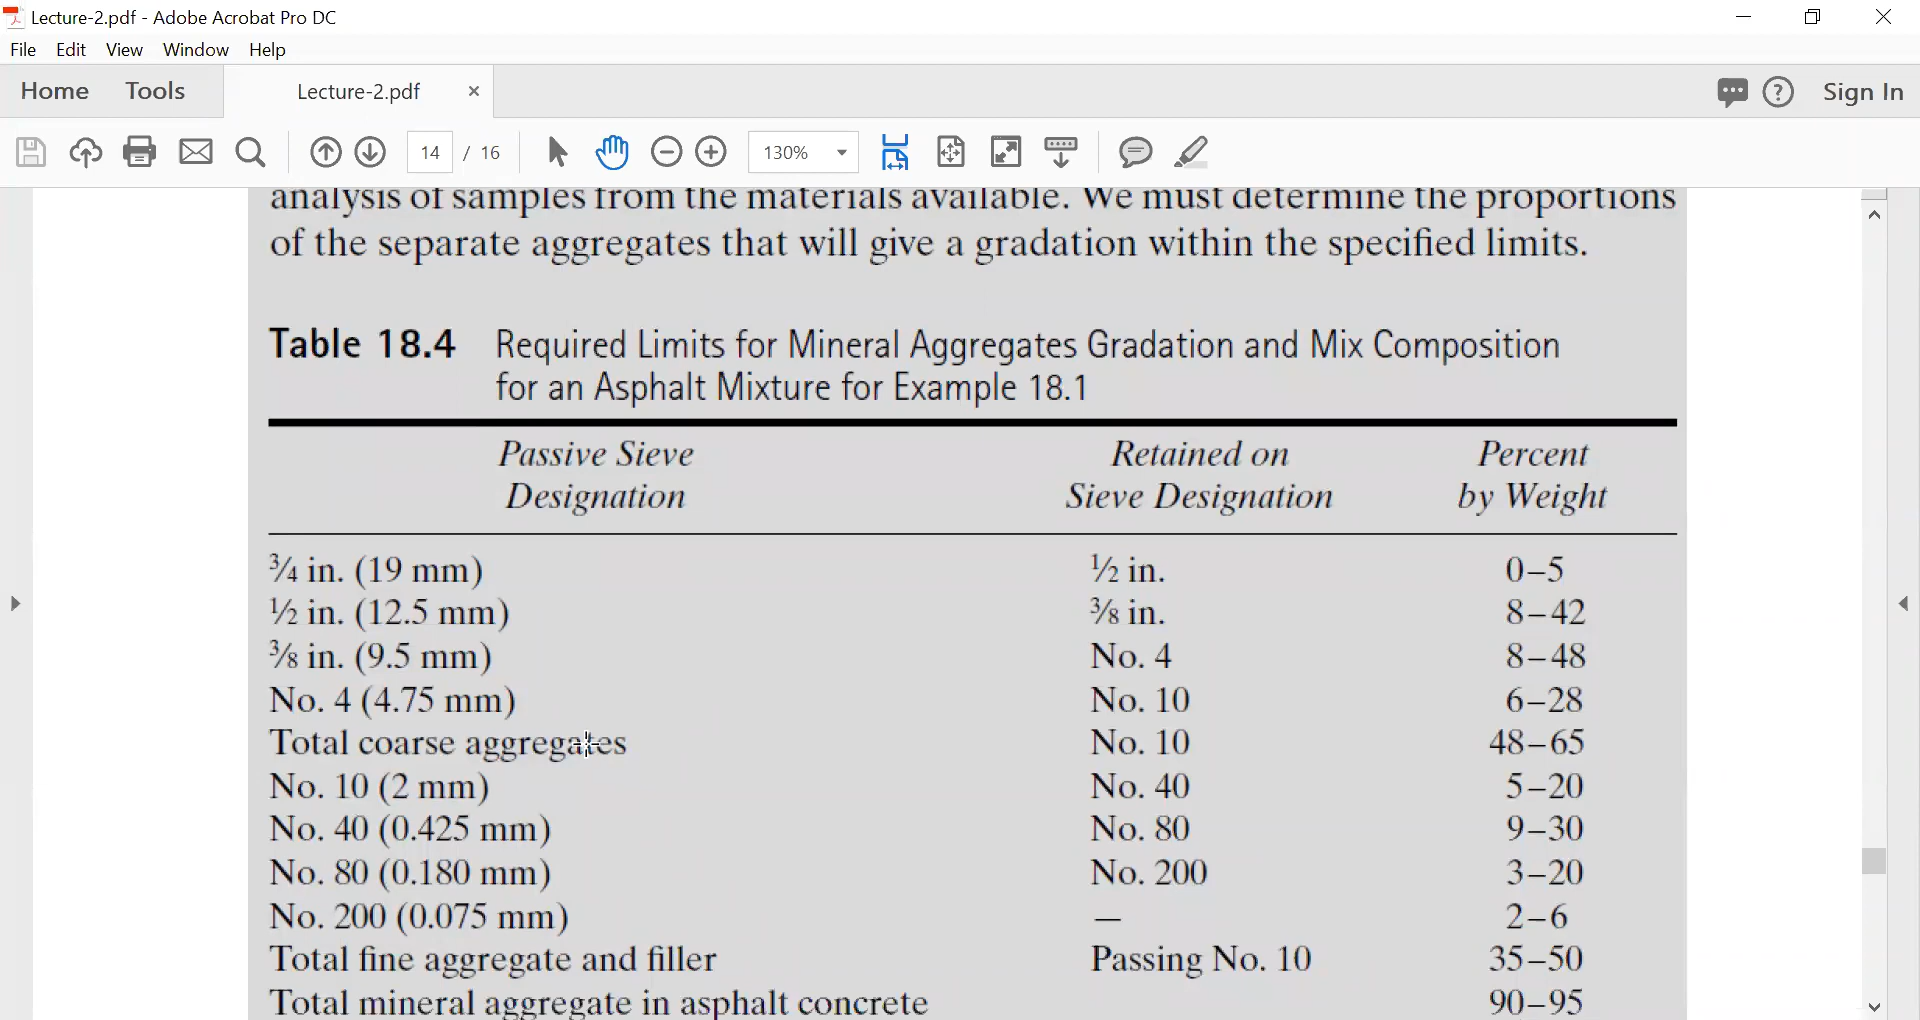 Lecture-2.pdf - Adobe Acrobat Pro DC
File Edit View Window Help
Home Tools Lecture-2.pdf × Sign In
14 / 16 130%
analysis of samples from the materials available. We must determine the proportions
of the separate aggregates that will give a gradation within the specified limits.
Table 18.4 Required Limits for Mineral Aggregates Gradation and Mix Composition
for an Asphalt Mixture for Example 18.1
Passive Sieve Retained on Percent
Designation Sieve Designation by Weight
¾ in. (19 mm) ½ in. 0–5
½ in. (12.5 mm) ⅜ in. 8–42
⅜ in. (9.5 mm) No. 4 8–48
No. 4 (4.75 mm) No. 10 6–28
Total coarse aggregates No. 10 48–65
No. 10 (2 mm) No. 40 5–20
No. 40 (0.425 mm) No. 80 9–30
No. 80 (0.180 mm) No. 200 3–20
No. 200 (0.075 mm) — 2–6
Total fine aggregate and filler Passing No. 10 35–50
Total mineral aggregate in asphalt concrete 90–95